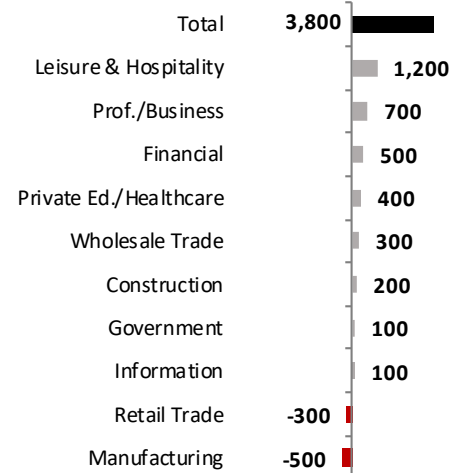 Total 3,800
Leisure & Hospitality 1,200
Prof./Business 700
Financial 500
Private Ed./Healthcare 400
Wholesale Trade 300
Construction 200
Government 100
Information 100
Retail Trade -300
Manufacturing -500